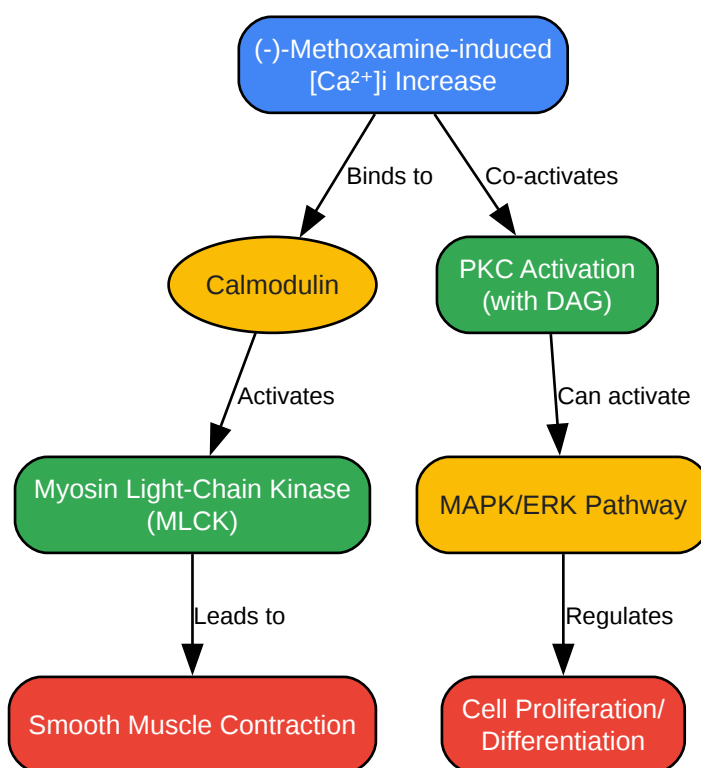 (-)-Methoxamine-induced
[Ca²⁺]i Increase
Binds to
Co-activates
Calmodulin
PKC Activation
(with DAG)
Activates
Can activate
Myosin Light-Chain Kinase
(MLCK)
MAPK/ERK Pathway
Leads to
Regulates
Smooth Muscle Contraction
Cell Proliferation/
Differentiation